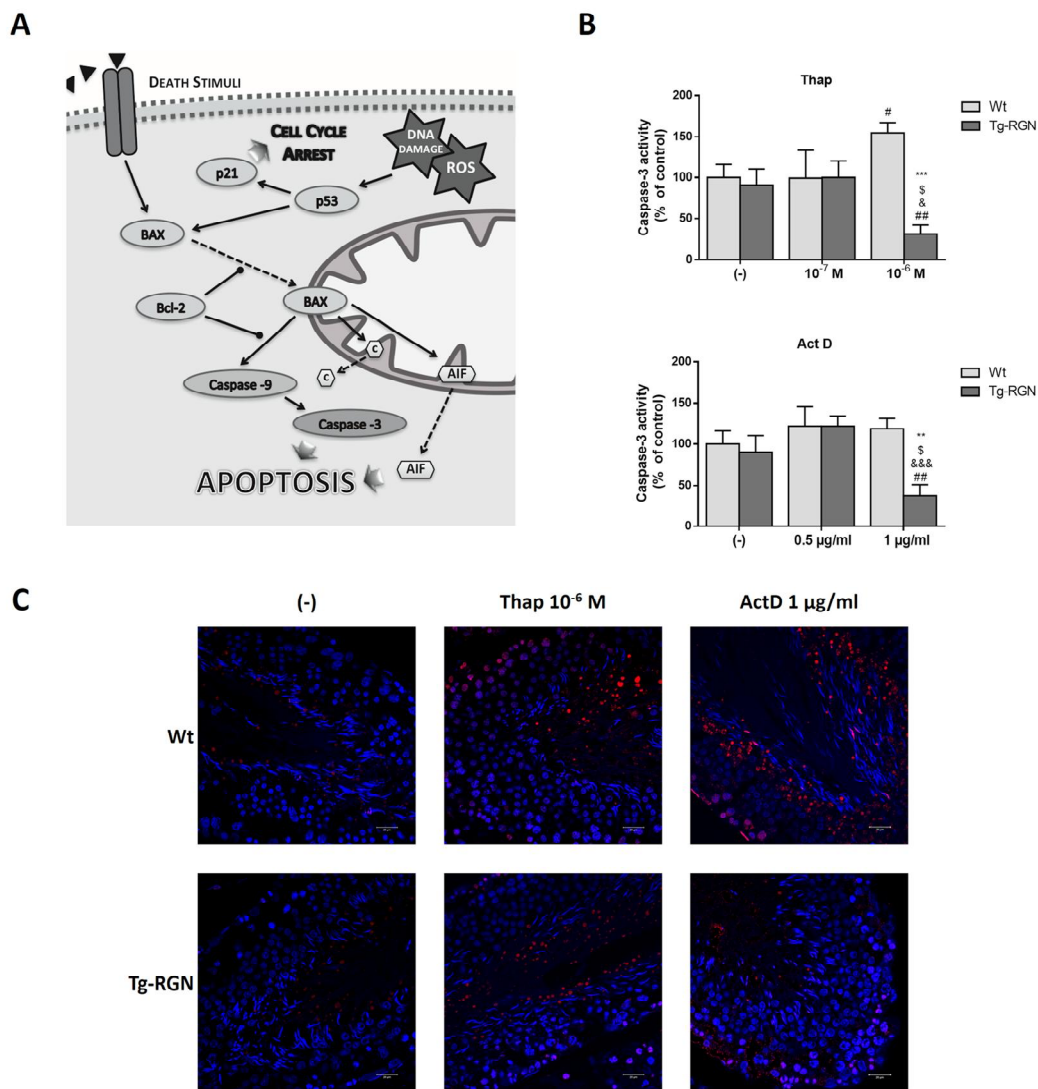 A
DEATH STIMULI
CELL CYCLE
ARREST
DNA
DAMAGE
ROS
p21
p53
BAX
Bcl-2
BAX
C
C
AIF
Caspase -9
Caspase -3
AIF
APOPTOSIS
B
Thap
Caspase-3 activity
(% of control)
200
150
100
50
0
#
***
$
&
##
Wt
Tg-RGN
(-)
10⁻⁷ M
10⁻⁶ M
Act D
Caspase-3 activity
(% of control)
200
150
100
50
0
**
$
&&&
##
Wt
Tg-RGN
(-)
0.5 µg/ml
1 µg/ml
C
(-)
Thap 10⁻⁶ M
ActD 1 µg/ml
Wt
Tg-RGN